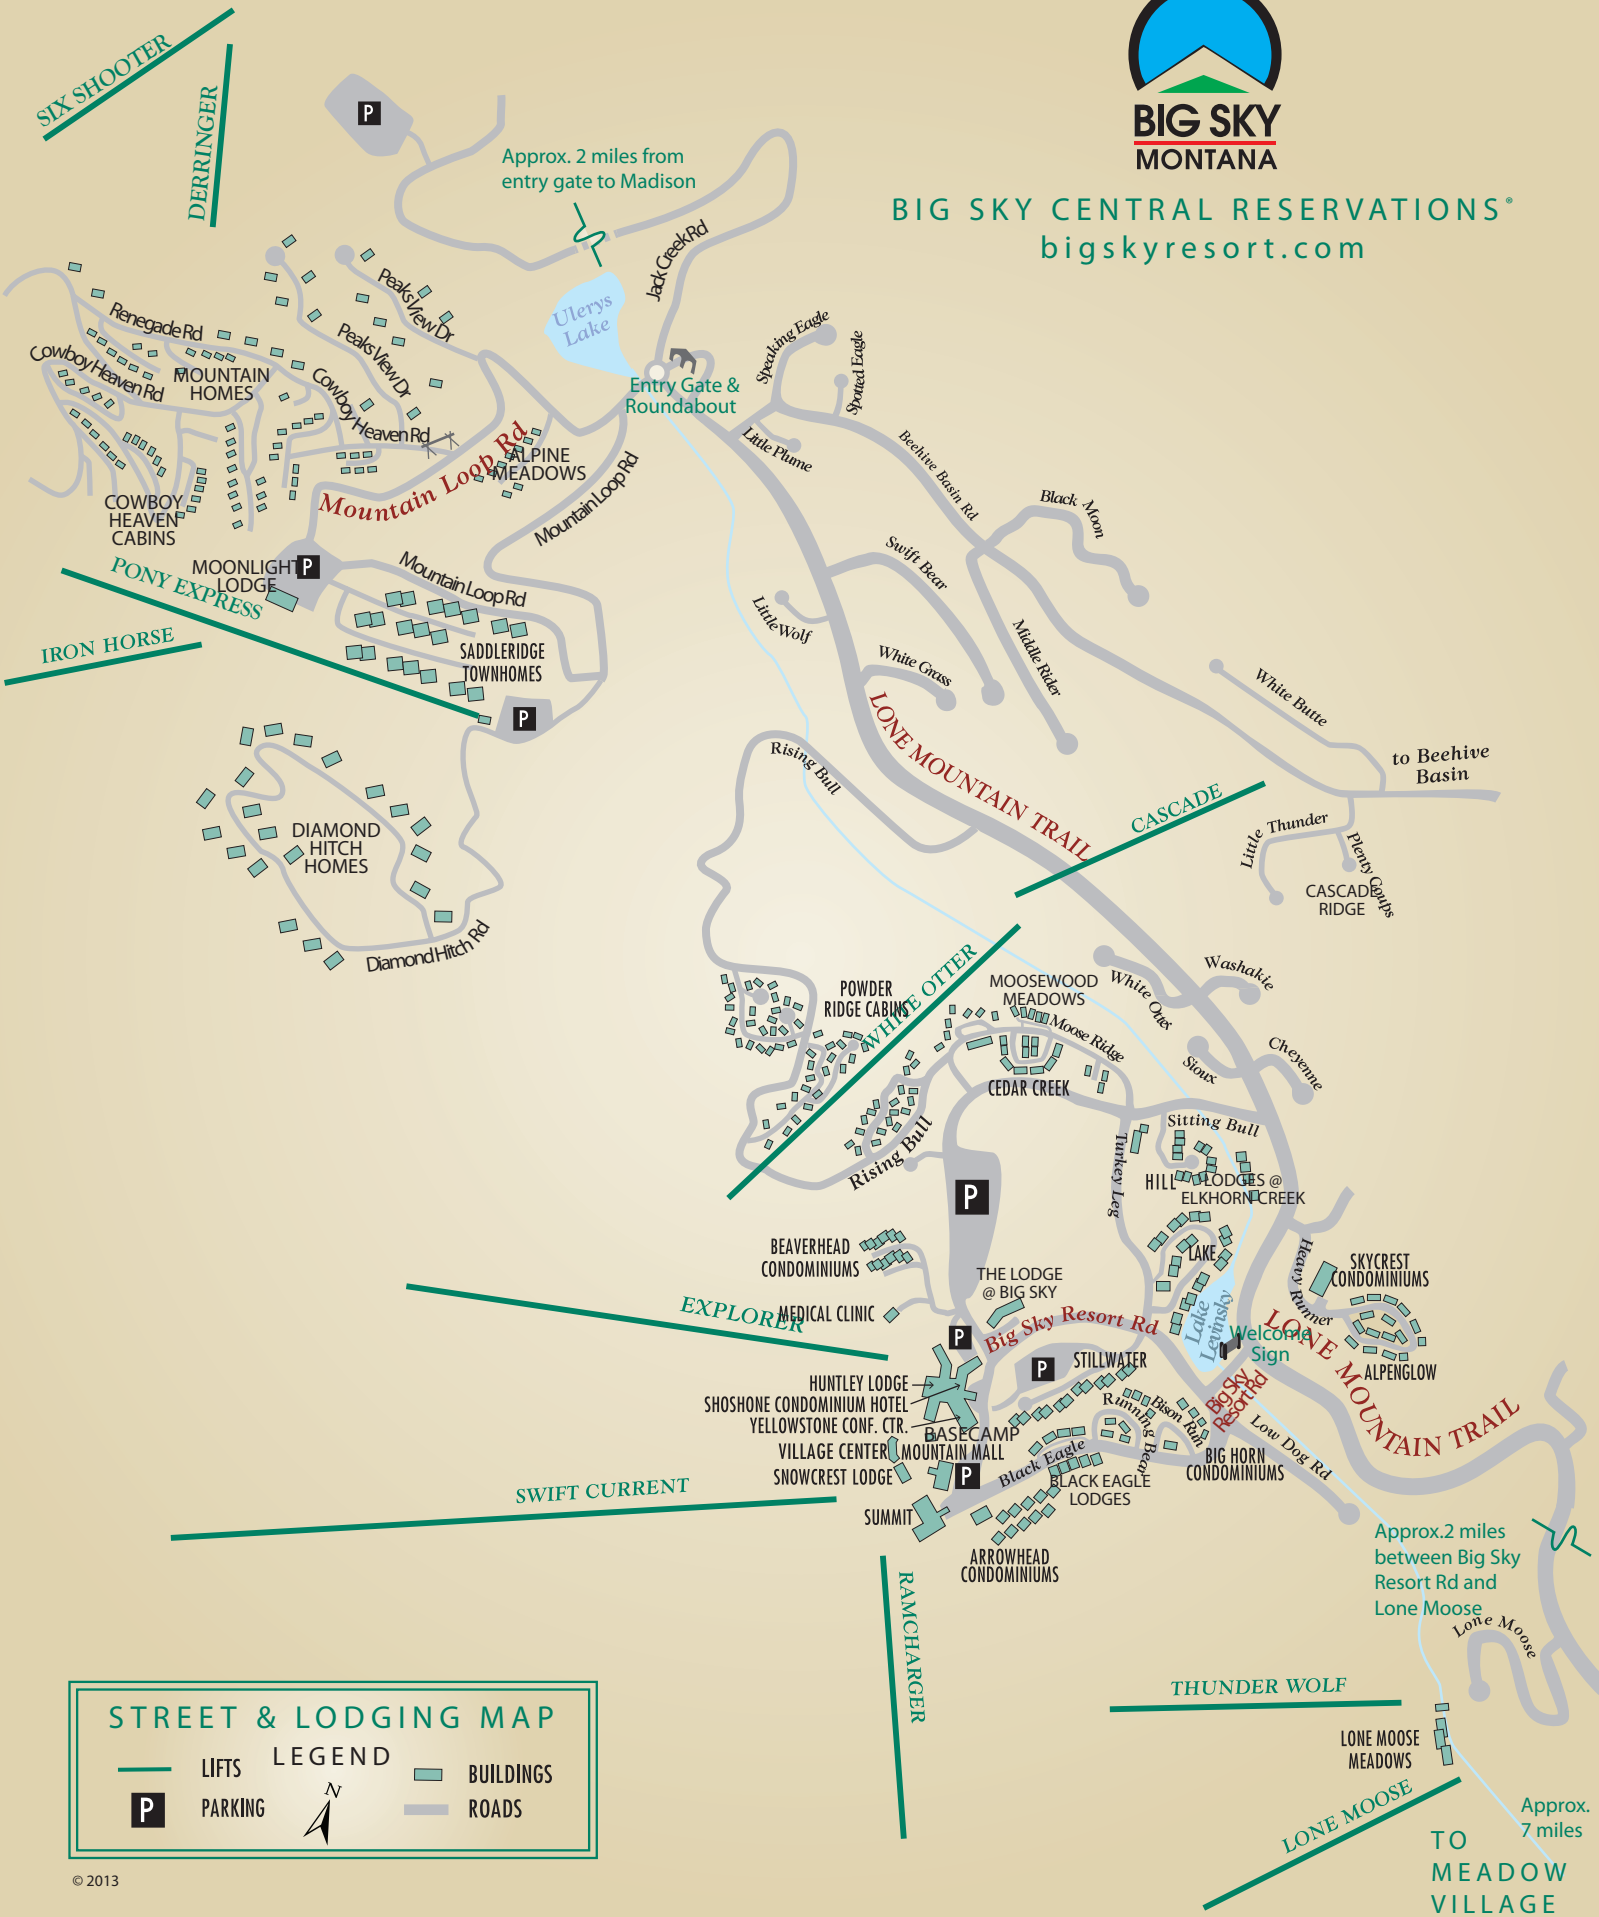 BIG SKY
MONTANA
BIG SKY CENTRAL RESERVATIONS®
bigskyresort.com
SIX SHOOTER
DERRINGER
P
Approx. 2 miles from
entry gate to Madison
Jack Creek Rd
Ulerys
Lake
Entry Gate &
Roundabout
Peaks View Dr
Peaks View Dr
Renegade Rd
Cowboy Heaven Rd
MOUNTAIN
HOMES
Cowboy Heaven Rd
Mountain Loop Rd
ALPINE
MEADOWS
Mountain Loop Rd
COWBOY
HEAVEN
CABINS
MOONLIGHT
LODGE
P
Mountain Loop Rd
PONY EXPRESS
IRON HORSE
SADDLERIDGE
TOWNHOMES
P
DIAMOND
HITCH
HOMES
Diamond Hitch Rd
Speaking Eagle
Spotted Eagle
Little Plume
Beehive Basin Rd
Black Moon
Swift Bear
Little Wolf
White Grass
Middle Rider
White Butte
to Beehive
Basin
LONE MOUNTAIN TRAIL
Rising Bull
CASCADE
Little Thunder
Plenty Coups
CASCADE
RIDGE
WHITE OTTER
POWDER
RIDGE CABINS
MOOSEWOOD
MEADOWS
Moose Ridge
White Otter
Washakie
Sioux
Cheyenne
CEDAR CREEK
Sitting Bull
Turkey Leg
Rising Bull
HILL
LODGES @
ELKHORN CREEK
P
BEAVERHEAD
CONDOMINIUMS
LAKE
THE LODGE
@ BIG SKY
Heavy Runner
SKYCREST
CONDOMINIUMS
MEDICAL CLINIC
EXPLORER
P
Big Sky Resort Rd
Lake
Levinsky
Welcome
Sign
LONE MOUNTAIN TRAIL
ALPENGLOW
P
STILLWATER
HUNTLEY LODGE
SHOSHONE CONDOMINIUM HOTEL
YELLOWSTONE CONF. CTR.
BASECAMP
VILLAGE CENTER
MOUNTAIN MALL
SNOWCREST LODGE
P
Black Eagle
Running Bear
Bison Run
Big Sky
Resort Rd
Low Dog Rd
BIG HORN
CONDOMINIUMS
BLACK EAGLE
LODGES
SWIFT CURRENT
SUMMIT
ARROWHEAD
CONDOMINIUMS
RAMCHARGER
Approx.2 miles
between Big Sky
Resort Rd and
Lone Moose
Lone Moose
THUNDER WOLF
LONE MOOSE
MEADOWS
LONE MOOSE
Approx.
7 miles
TO
MEADOW
VILLAGE
STREET & LODGING MAP
LEGEND
LIFTS
BUILDINGS
P
PARKING
N
ROADS
© 2013